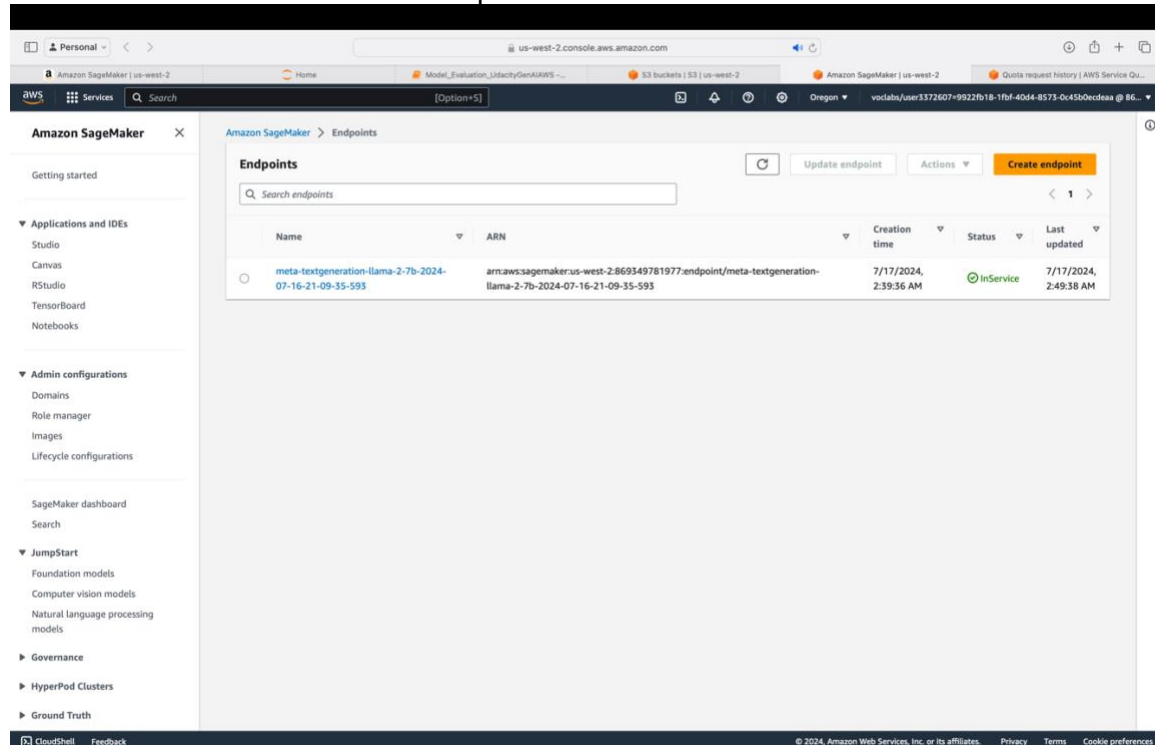 Personal
us-west-2.console.aws.amazon.com
Amazon SageMaker | us-west-2
Home
Model_Evaluation_UdacityGenAIAWS -...
S3 buckets | S3 | us-west-2
Amazon SageMaker | us-west-2
Quota request history | AWS Service Qu...
aws
Services
Search
[Option+S]
Oregon
voclabs/user3372607=9922fb18-1fbf-40d4-8573-0c45b0ecdeaa @ 86...
Amazon SageMaker
Getting started
Applications and IDEs
Studio
Canvas
RStudio
TensorBoard
Notebooks
Admin configurations
Domains
Role manager
Images
Lifecycle configurations
SageMaker dashboard
Search
JumpStart
Foundation models
Computer vision models
Natural language processing
models
Governance
HyperPod Clusters
Ground Truth
Amazon SageMaker > Endpoints
Endpoints
Update endpoint
Actions
Create endpoint
Search endpoints
1
Name
ARN
Creation
time
Status
Last
updated
meta-textgeneration-llama-2-7b-2024-
07-16-21-09-35-593
arn:aws:sagemaker:us-west-2:869349781977:endpoint/meta-textgeneration-
llama-2-7b-2024-07-16-21-09-35-593
7/17/2024,
2:39:36 AM
InService
7/17/2024,
2:49:38 AM
CloudShell
Feedback
© 2024, Amazon Web Services, Inc. or its affiliates.
Privacy
Terms
Cookie preferences